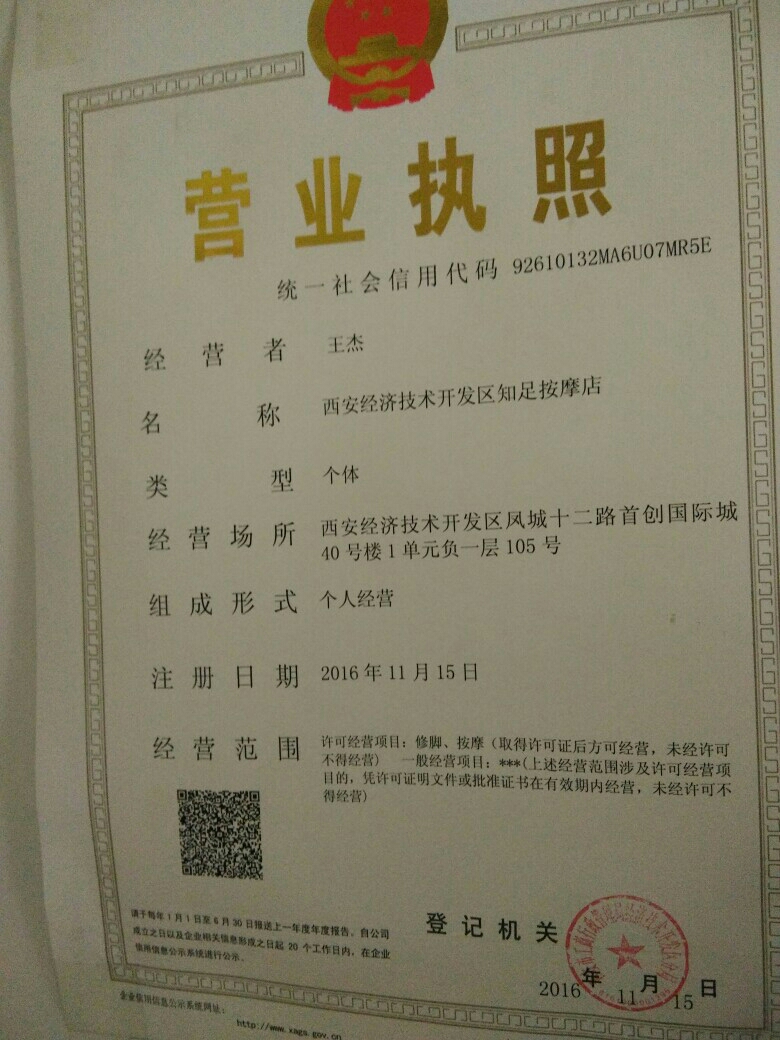 营业执照
统一社会信用代码 92610132MA6U07MR5E
经营者 王杰
名称 西安经济技术开发区知足按摩店
类型 个体
经营场所 西安经济技术开发区凤城十二路首创国际城
40号楼1单元负一层105号
组成形式 个人经营
注册日期 2016年11月15日
经营范围 许可经营项目：修脚、按摩（取得许可证后方可经营，未经许可
不得经营） 一般经营项目：***(上述经营范围涉及许可经营项
目的，凭许可证明文件或批准证书在有效期内经营，未经许可不
得经营)
请于每年1月1日至6月30日报送上一年度年度报告。自公司
成立之日以及企业相关信息形成之日起20个工作日内，在企业
信用信息公示系统进行公示。
登记机关
2016年11月15日
企业信用信息公示系统网址：
http://www.xags.gov.cn